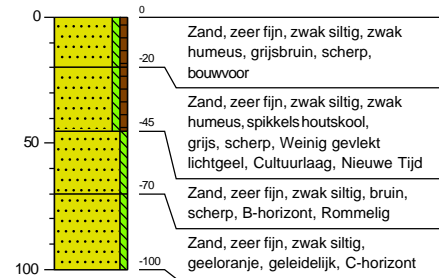 0
0
Zand, zeer fijn, zwak siltig, zwak
humeus, grijsbruin, scherp,
bouwvoor
-20
Zand, zeer fijn, zwak siltig, zwak
humeus, spikkels houtskool,
grijs, scherp, Weinig gevlekt
lichtgeel, Cultuurlaag, Nieuwe Tijd
-45
50
-70
Zand, zeer fijn, zwak siltig, bruin,
scherp, B-horizont, Rommelig
Zand, zeer fijn, zwak siltig,
geeloranje, geleidelijk, C-horizont
100
-100